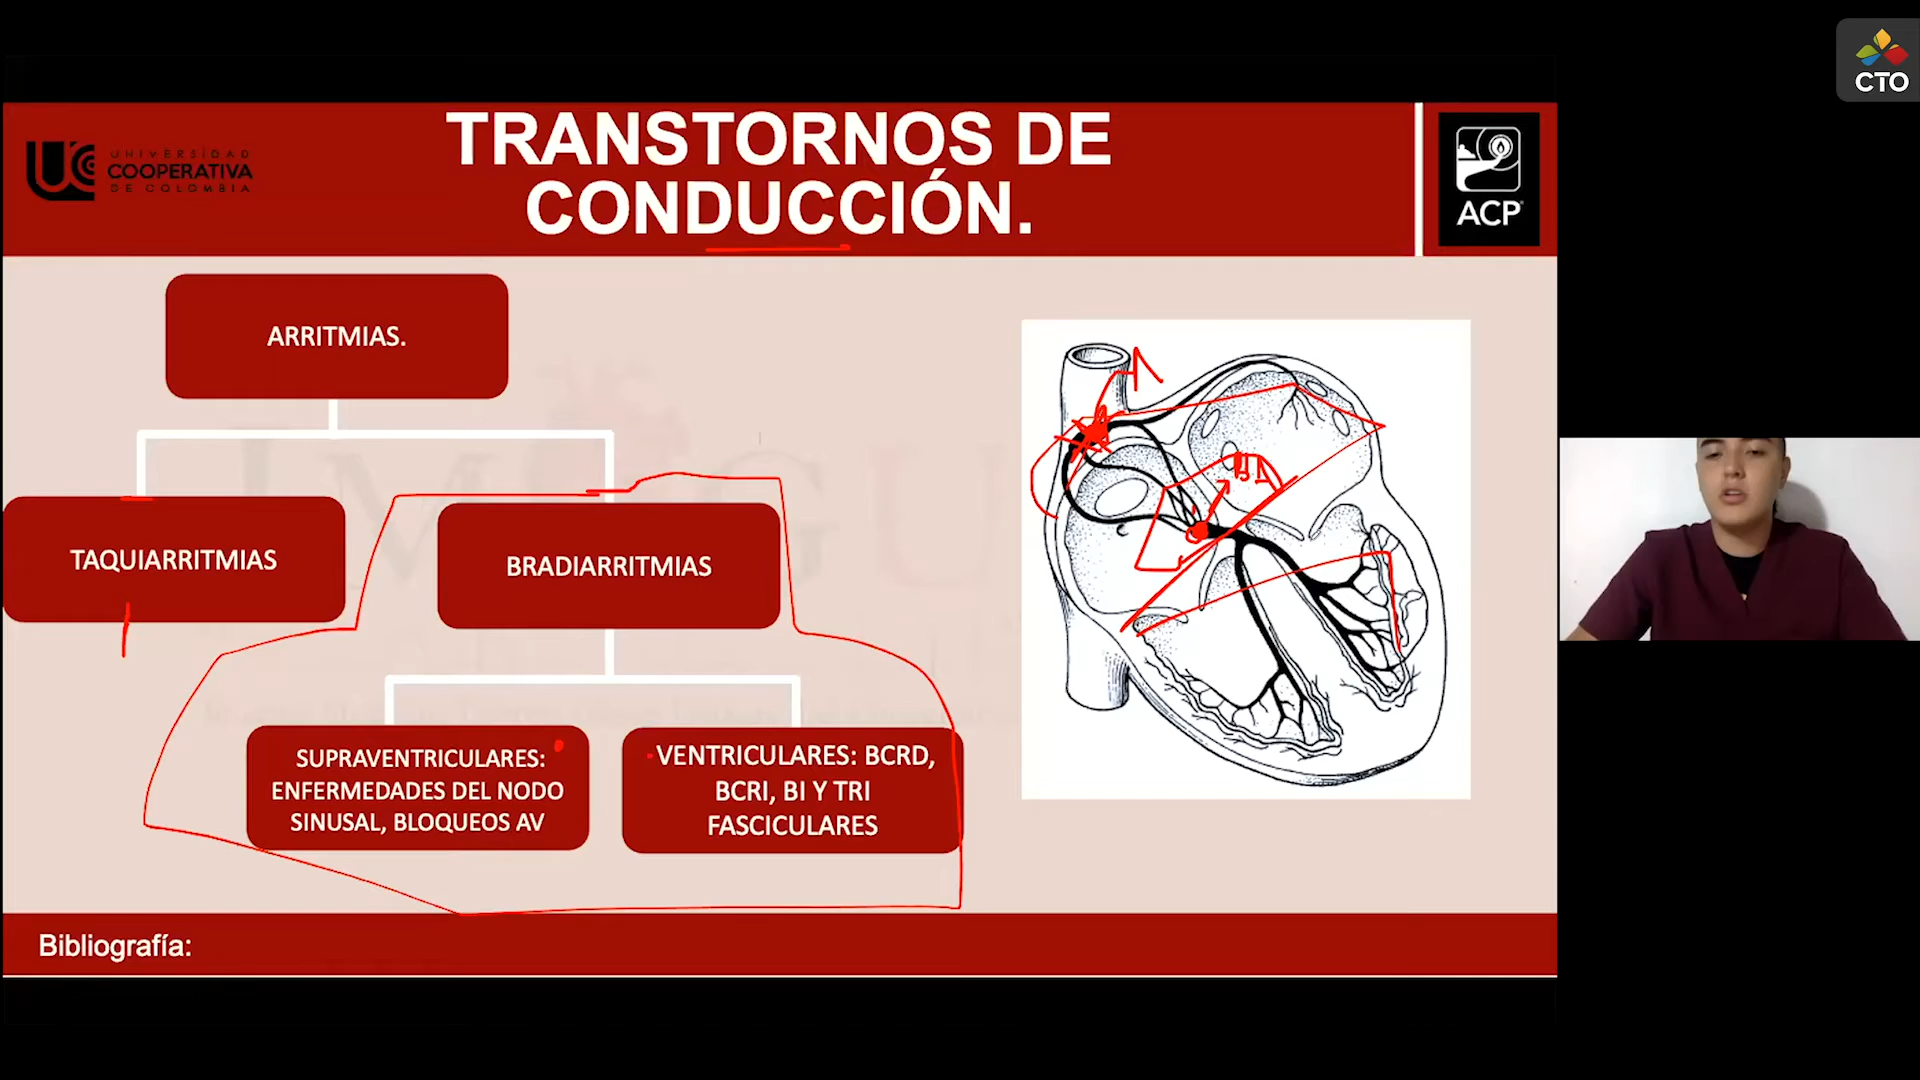 CTO
UNIVERSIDAD
COOPERATIVA
DE COLOMBIA
TRANSTORNOS DE
CONDUCCIÓN.
ACP
ARRITMIAS.
TAQUIARRITMIAS
BRADIARRITMIAS
SUPRAVENTRICULARES:
ENFERMEDADES DEL NODO
SINUSAL, BLOQUEOS AV
VENTRICULARES: BCRD,
BCRI, BI Y TRI
FASCICULARES
Bibliografía: